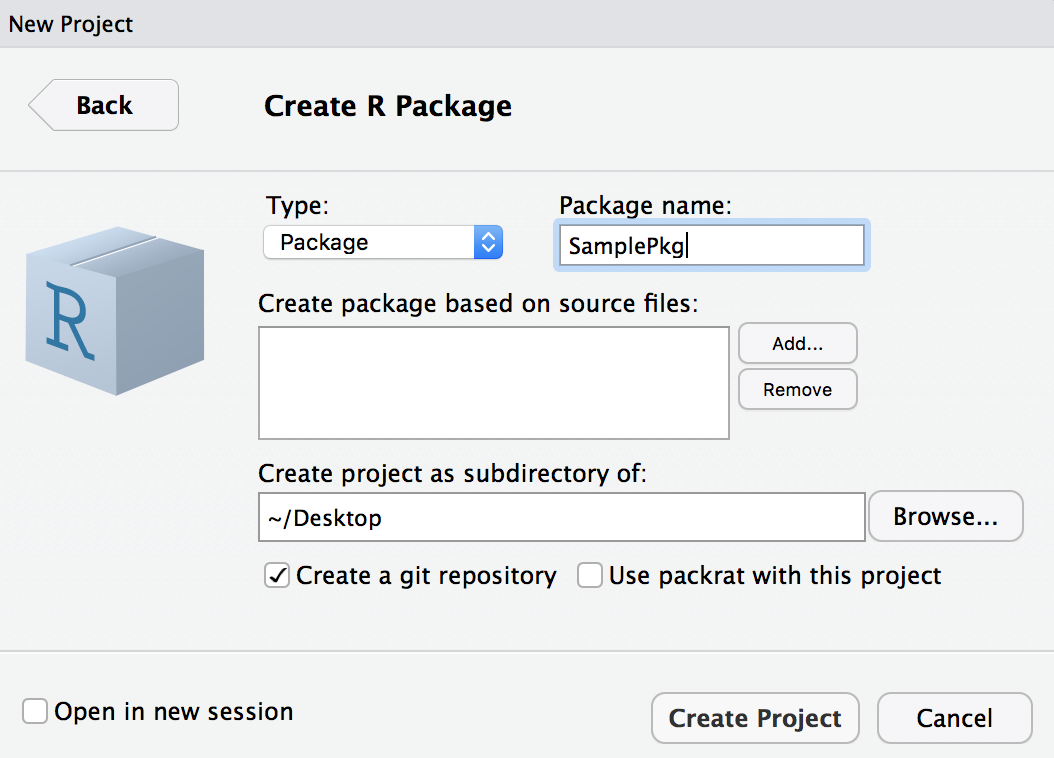 New Project
Back
Create R Package
Type:
Package name:
Package
SamplePkg
R
Create package based on source files:
Add...
Remove
Create project as subdirectory of:
~/Desktop
Browse...
Create a git repository
Use packrat with this project
Open in new session
Create Project
Cancel